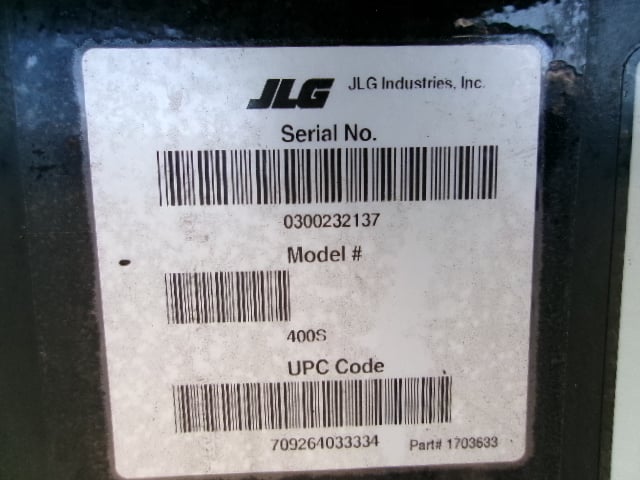 JLG JLG Industries, Inc.
Serial No.
0300232137
Model #
400S
UPC Code
709264033334 Part# 1703633